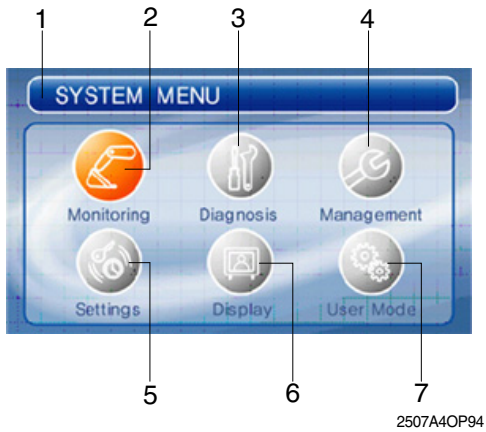 1 2 3 4
SYSTEM MENU
Monitoring Diagnosis Management
Settings Display User Mode
5 6 7
2507A4OP94